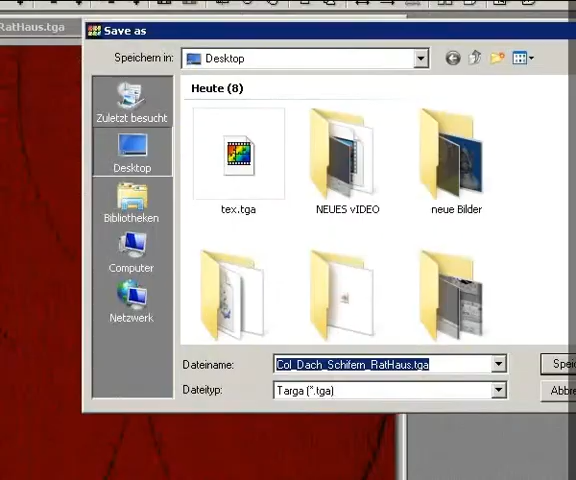 RatHaus.tga
Save as
Speichern in:
Desktop
Heute (8)
Zuletzt besucht
Desktop
Bibliotheken
Computer
Netzwerk
tex.tga
NEUES vIDEO
neue Bilder
Dateiname:
Col_Dach_Schifern_RatHaus.tga
Speic
Dateityp:
Targa (*.tga)
Abbre